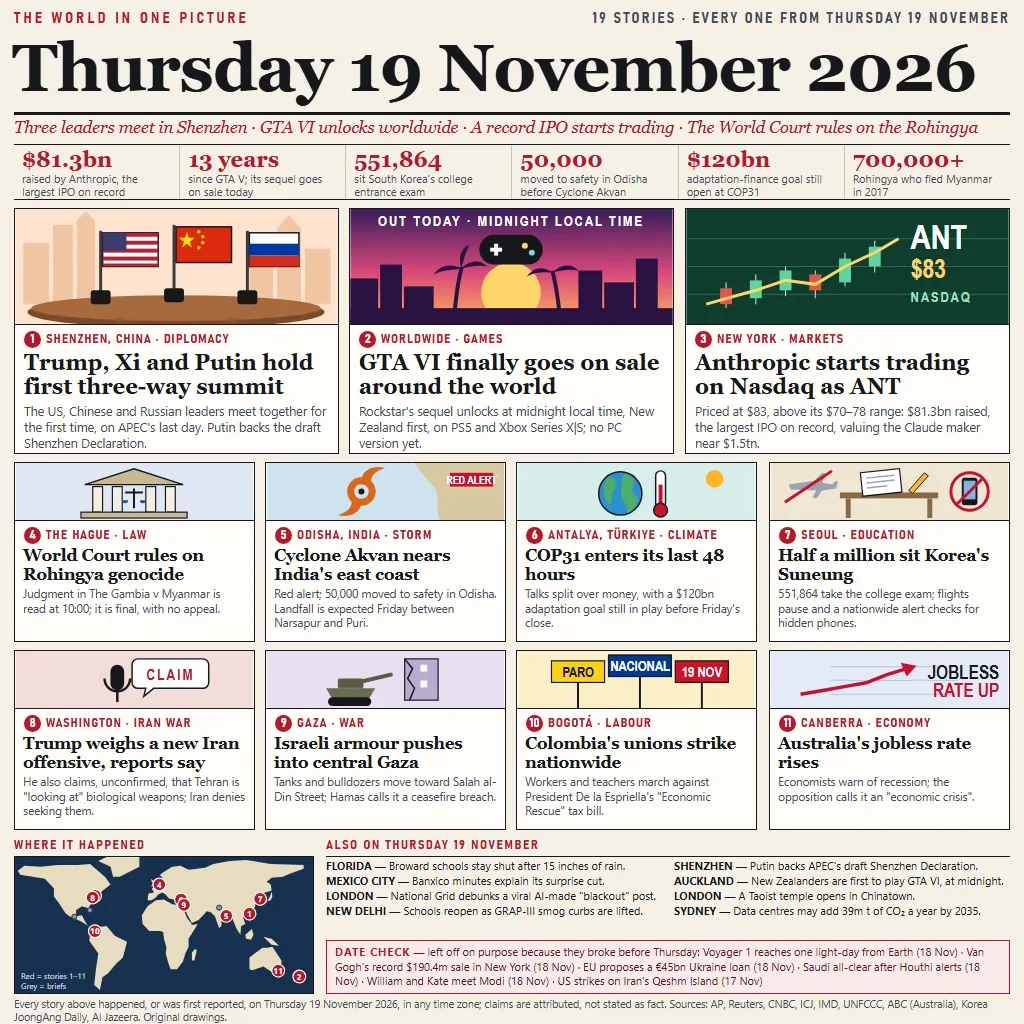 THE WORLD IN ONE PICTURE
19 STORIES · EVERY ONE FROM THURSDAY 19 NOVEMBER
Thursday 19 November 2026
Three leaders meet in Shenzhen · GTA VI unlocks worldwide · A record IPO starts trading · The World Court rules on the Rohingya
$81.3bn
raised by Anthropic, the
largest IPO on record
13 years
since GTA V; its sequel goes
on sale today
551,864
sit South Korea's college
entrance exam
50,000
moved to safety in Odisha
before Cyclone Akvan
$120bn
adaptation-finance goal still
open at COP31
700,000+
Rohingya who fled Myanmar
in 2017
1 SHENZHEN, CHINA · DIPLOMACY
Trump, Xi and Putin hold
first three-way summit
The US, Chinese and Russian leaders meet together for
the first time, on APEC's last day. Putin backs the draft
Shenzhen Declaration.
OUT TODAY · MIDNIGHT LOCAL TIME
2 WORLDWIDE · GAMES
GTA VI finally goes on sale
around the world
Rockstar's sequel unlocks at midnight local time, New
Zealand first, on PS5 and Xbox Series X|S; no PC
version yet.
ANT
$83
NASDAQ
3 NEW YORK · MARKETS
Anthropic starts trading
on Nasdaq as ANT
Priced at $83, above its $70–78 range: $81.3bn raised,
the largest IPO on record, valuing the Claude maker
near $1.5tn.
4 THE HAGUE · LAW
World Court rules on
Rohingya genocide
Judgment in The Gambia v Myanmar is
read at 10:00; it is final, with no appeal.
RED ALERT
5 ODISHA, INDIA · STORM
Cyclone Akvan nears
India's east coast
Red alert; 50,000 moved to safety in Odisha.
Landfall is expected Friday between
Narsapur and Puri.
6 ANTALYA, TÜRKIYE · CLIMATE
COP31 enters its last 48
hours
Talks split over money, with a $120bn
adaptation goal still in play before Friday's
close.
7 SEOUL · EDUCATION
Half a million sit Korea's
Suneung
551,864 take the college exam; flights
pause and a nationwide alert checks for
hidden phones.
CLAIM
8 WASHINGTON · IRAN WAR
Trump weighs a new Iran
offensive, reports say
He also claims, unconfirmed, that Tehran is
"looking at" biological weapons; Iran denies
seeking them.
9 GAZA · WAR
Israeli armour pushes
into central Gaza
Tanks and bulldozers move toward Salah al-
Din Street; Hamas calls it a ceasefire breach.
PARO
NACIONAL
19 NOV
10 BOGOTÁ · LABOUR
Colombia's unions strike
nationwide
Workers and teachers march against
President De la Espriella's "Economic
Rescue" tax bill.
JOBLESS
RATE UP
11 CANBERRA · ECONOMY
Australia's jobless rate
rises
Economists warn of recession; the
opposition calls it an "economic crisis".
WHERE IT HAPPENED
8
4
9
7
5
1
10
11
2
Red = stories 1–11
Grey = briefs
ALSO ON THURSDAY 19 NOVEMBER
FLORIDA — Broward schools stay shut after 15 inches of rain.
MEXICO CITY — Banxico minutes explain its surprise cut.
LONDON — National Grid debunks a viral AI-made "blackout" post.
NEW DELHI — Schools reopen as GRAP-III smog curbs are lifted.
SHENZHEN — Putin backs APEC's draft Shenzhen Declaration.
AUCKLAND — New Zealanders are first to play GTA VI, at midnight.
LONDON — A Taoist temple opens in Chinatown.
SYDNEY — Data centres may add 39m t of CO₂ a year by 2035.
DATE CHECK — left off on purpose because they broke before Thursday: Voyager 1 reaches one light-day from Earth (18 Nov) · Van
Gogh's record $190.4m sale in New York (18 Nov) · EU proposes a €45bn Ukraine loan (18 Nov) · Saudi all-clear after Houthi alerts (18
Nov) · William and Kate meet Modi (18 Nov) · US strikes on Iran's Qeshm Island (17 Nov)
Every story above happened, or was first reported, on Thursday 19 November 2026, in any time zone; claims are attributed, not stated as fact. Sources: AP, Reuters, CNBC, ICJ, IMD, UNFCCC, ABC (Australia), Korea
JoongAng Daily, Al Jazeera. Original drawings.